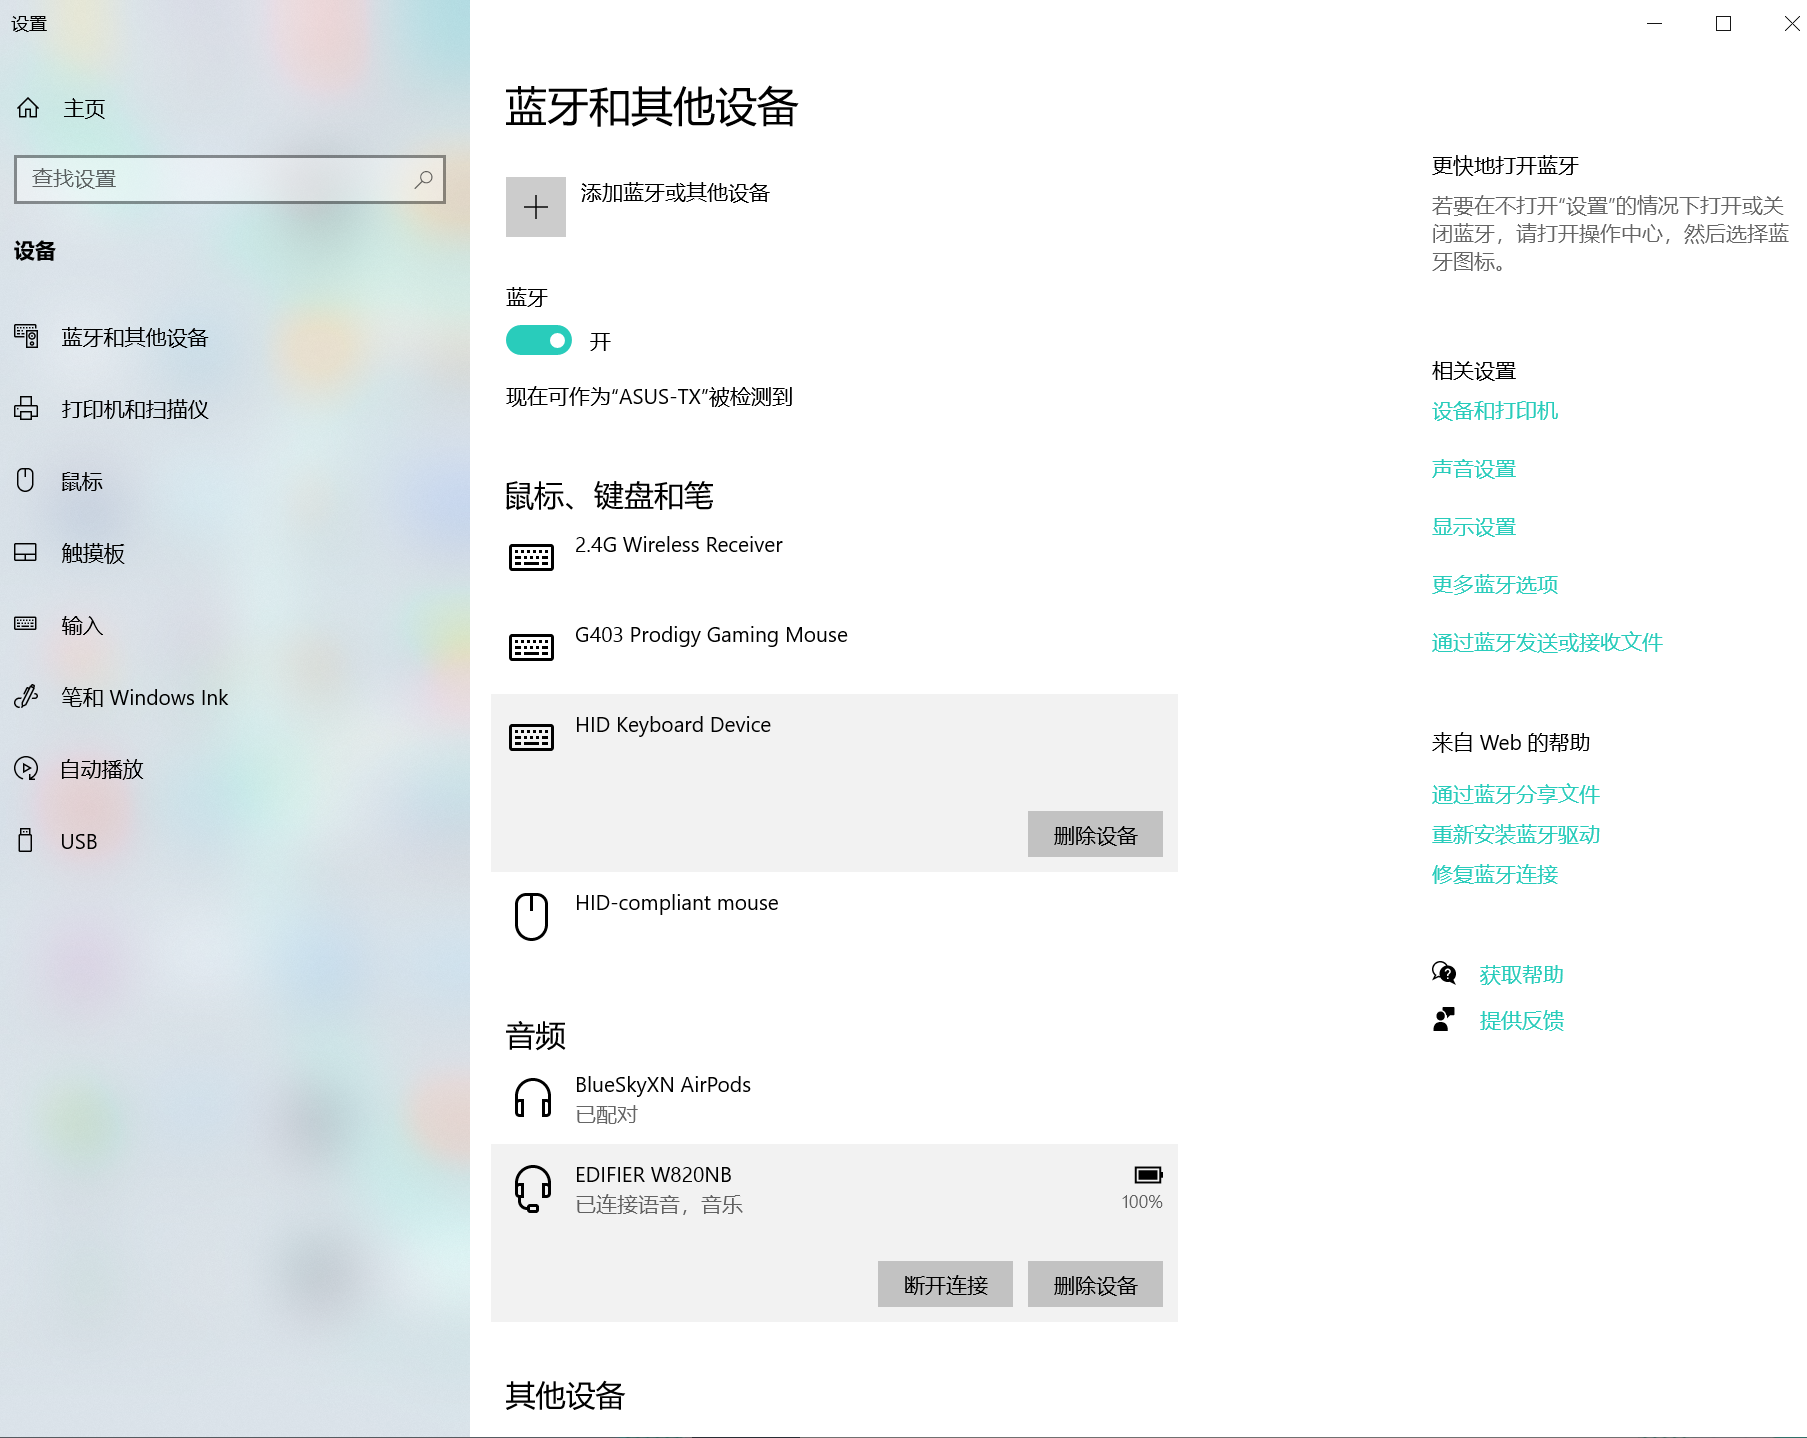 设置
主页
查找设置
设备
蓝牙和其他设备
打印机和扫描仪
鼠标
触摸板
输入
笔和 Windows Ink
自动播放
USB
蓝牙和其他设备
添加蓝牙或其他设备
蓝牙
开
现在可作为“ASUS-TX”被检测到
鼠标、键盘和笔
2.4G Wireless Receiver
G403 Prodigy Gaming Mouse
HID Keyboard Device
删除设备
HID-compliant mouse
音频
BlueSkyXN AirPods
已配对
EDIFIER W820NB
已连接语音，音乐
100%
断开连接
删除设备
其他设备
更快地打开蓝牙
若要在不打开“设置”的情况下打开或关
闭蓝牙，请打开操作中心，然后选择蓝
牙图标。
相关设置
设备和打印机
声音设置
显示设置
更多蓝牙选项
通过蓝牙发送或接收文件
来自 Web 的帮助
通过蓝牙分享文件
重新安装蓝牙驱动
修复蓝牙连接
获取帮助
提供反馈